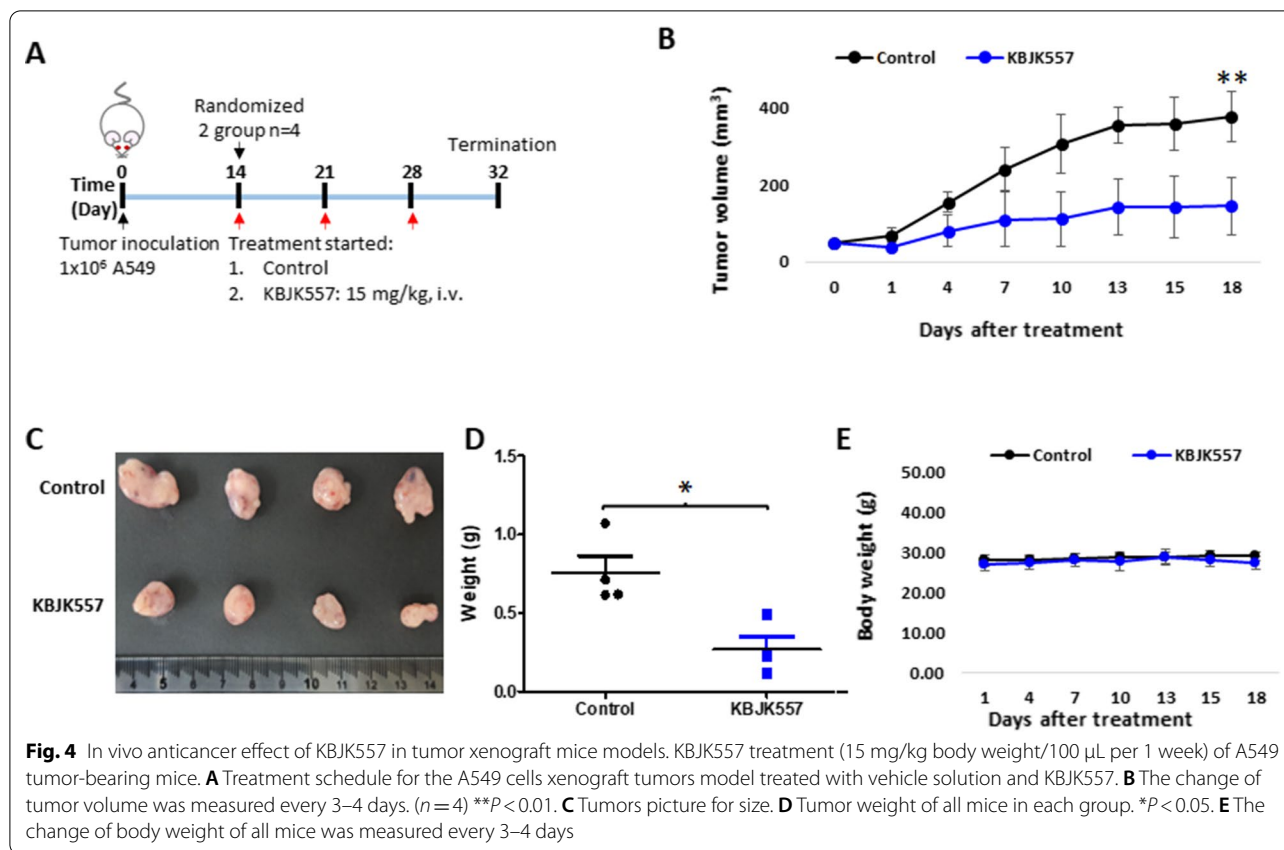 A
Randomized
2 group n=4
Termination
0 14 21 28 32
Time
(Day)
Tumor inoculation
1x10⁶ A549
Treatment started:
1. Control
2. KBJK557: 15 mg/kg, i.v.
B
Control KBJK557
**
Tumor volume (mm³)
400
200
0
0 1 4 7 10 13 15 18
Days after treatment
C
Control
KBJK557
4 5 6 7 8 9 10 11 12 13 14
D
Weight (g)
1.5
1.0
0.5
0.0
*
Control KBJK557
E
Control KBJK557
Body weight (g)
50.00
40.00
30.00
20.00
10.00
0.00
1 4 7 10 13 15 18
Days after treatment
Fig. 4 In vivo anticancer effect of KBJK557 in tumor xenograft mice models. KBJK557 treatment (15 mg/kg body weight/100 μL per 1 week) of A549
tumor-bearing mice. A Treatment schedule for the A549 cells xenograft tumors model treated with vehicle solution and KBJK557. B The change of
tumor volume was measured every 3–4 days. (n = 4) **P < 0.01. C Tumors picture for size. D Tumor weight of all mice in each group. *P < 0.05. E The
change of body weight of all mice was measured every 3–4 days